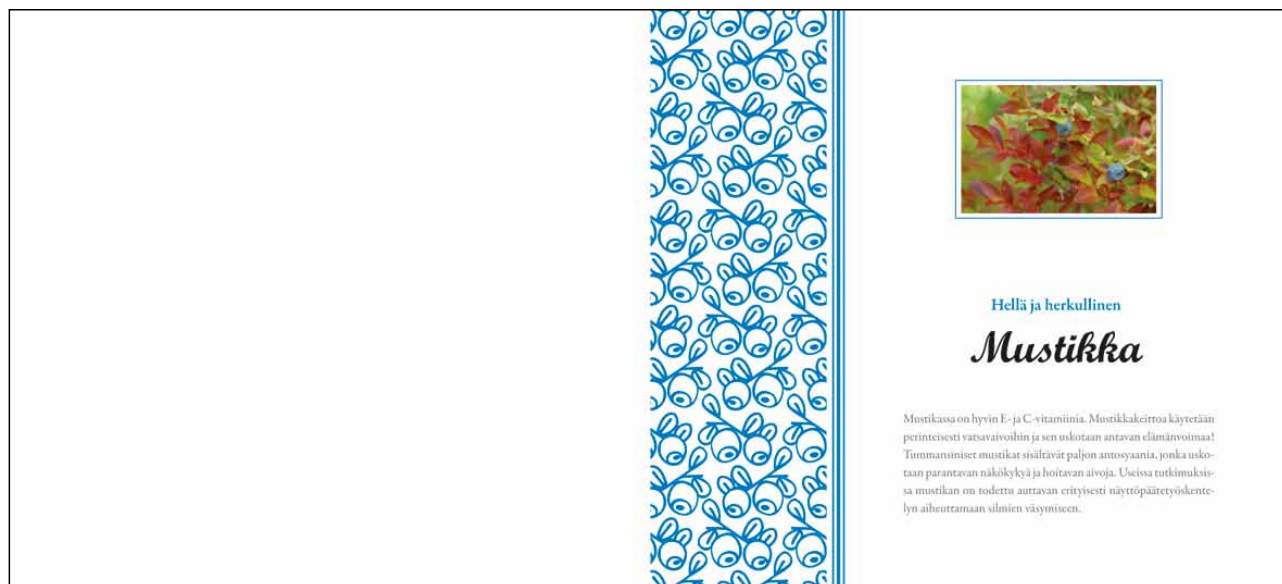 Hellä ja herkullinen
Mustikka
Mustikassa on hyvin E- ja C-vitamiinia. Mustikkakeittoa käytetään
perinteisesti vatsavaivoihin ja sen uskotaan antavan elämänvoimaa!
Tummansiniset mustikat sisältävät paljon antosyaania, jonka usko-
taan parantavan näkökykyä ja hoitavan aivoja. Useissa tutkimuksis-
sa mustikan on todettu auttavan erityisesti näyttöpäätetyöskente-
lyn aiheuttamaan silmien väsymiseen.